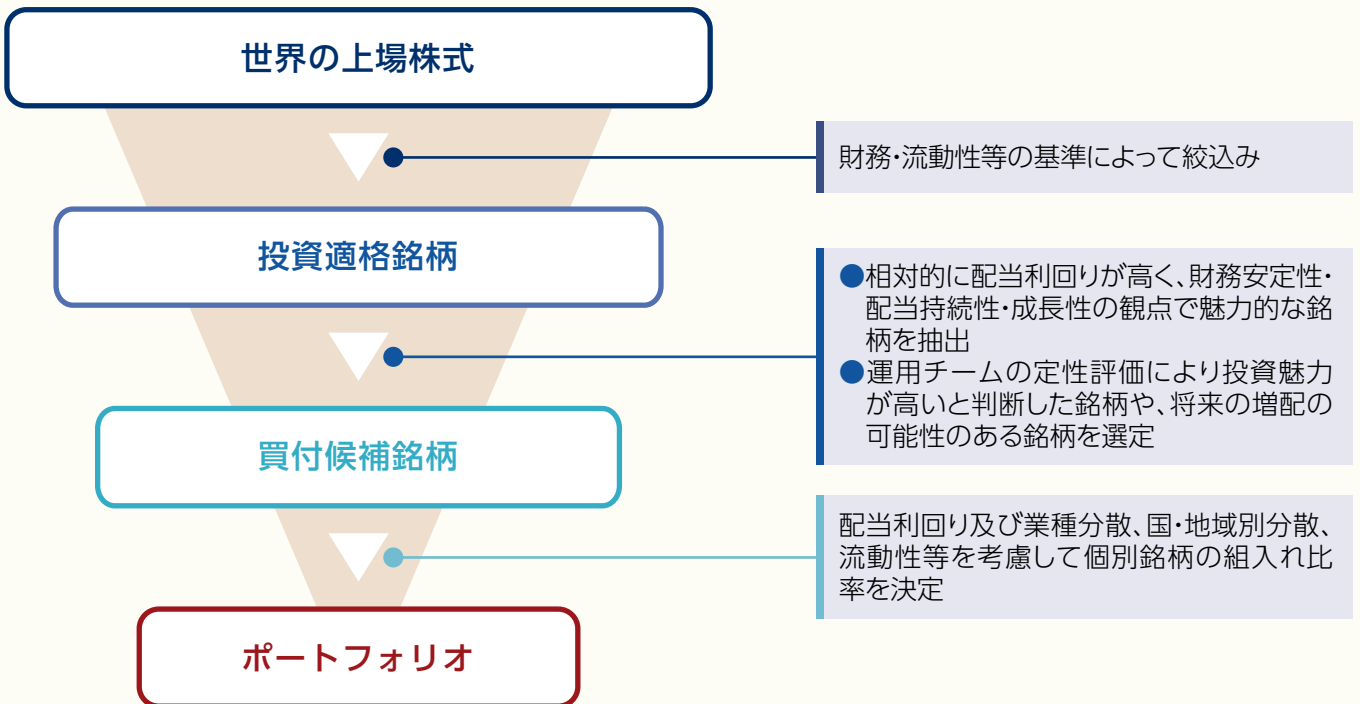 世界の上場株式
財務・流動性等の基準によって絞込み
投資適格銘柄
●相対的に配当利回りが高く、財務安定性・
配当持続性・成長性の観点で魅力的な銘
柄を抽出
●運用チームの定性評価により投資魅力
が高いと判断した銘柄や、将来の増配の
可能性のある銘柄を選定
買付候補銘柄
配当利回り及び業種分散、国・地域別分散、
流動性等を考慮して個別銘柄の組入れ比
率を決定
ポートフォリオ